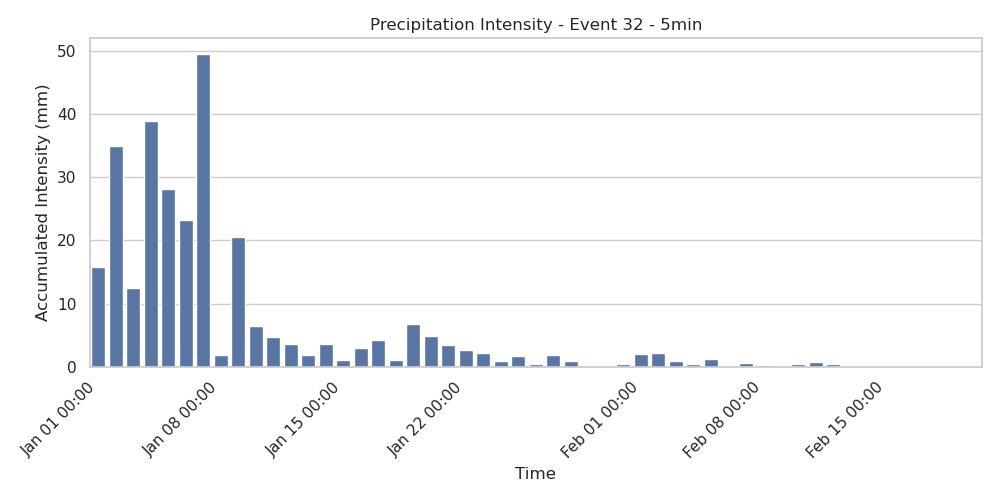 Precipitation Intensity - Event 32 - 5min
Accumulated Intensity (mm)
50
40
30
20
10
0
Jan 01 00:00
Jan 08 00:00
Jan 15 00:00
Jan 22 00:00
Feb 01 00:00
Feb 08 00:00
Feb 15 00:00
Time